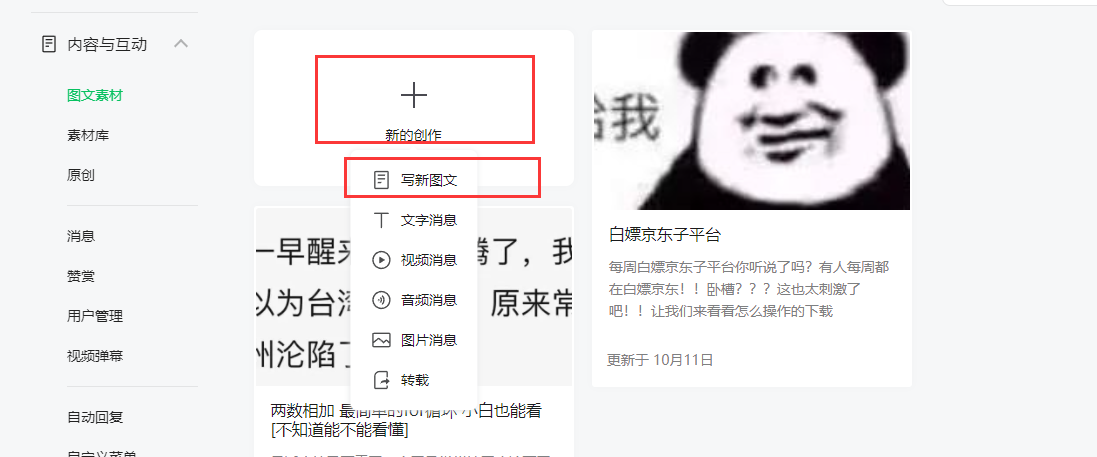 内容与互动
图文素材
素材库
原创
消息
赞赏
用户管理
视频弹幕
自动回复
自定义菜单
新的创作
写新图文
文字消息
视频消息
音频消息
图片消息
转载
一早醒来 腾了，我
以为台湾 原来常
州沦陷了
两数相加 最简单的for循环 小白也能看
[不知道能不能看懂]
给我
白嫖京东子平台
每周白嫖京东子平台你听说了吗？有人每周都
在白嫖京东！！卧槽？？？这也太刺激了
吧！！让我们来看看怎么操作的下载
更新于 10月11日